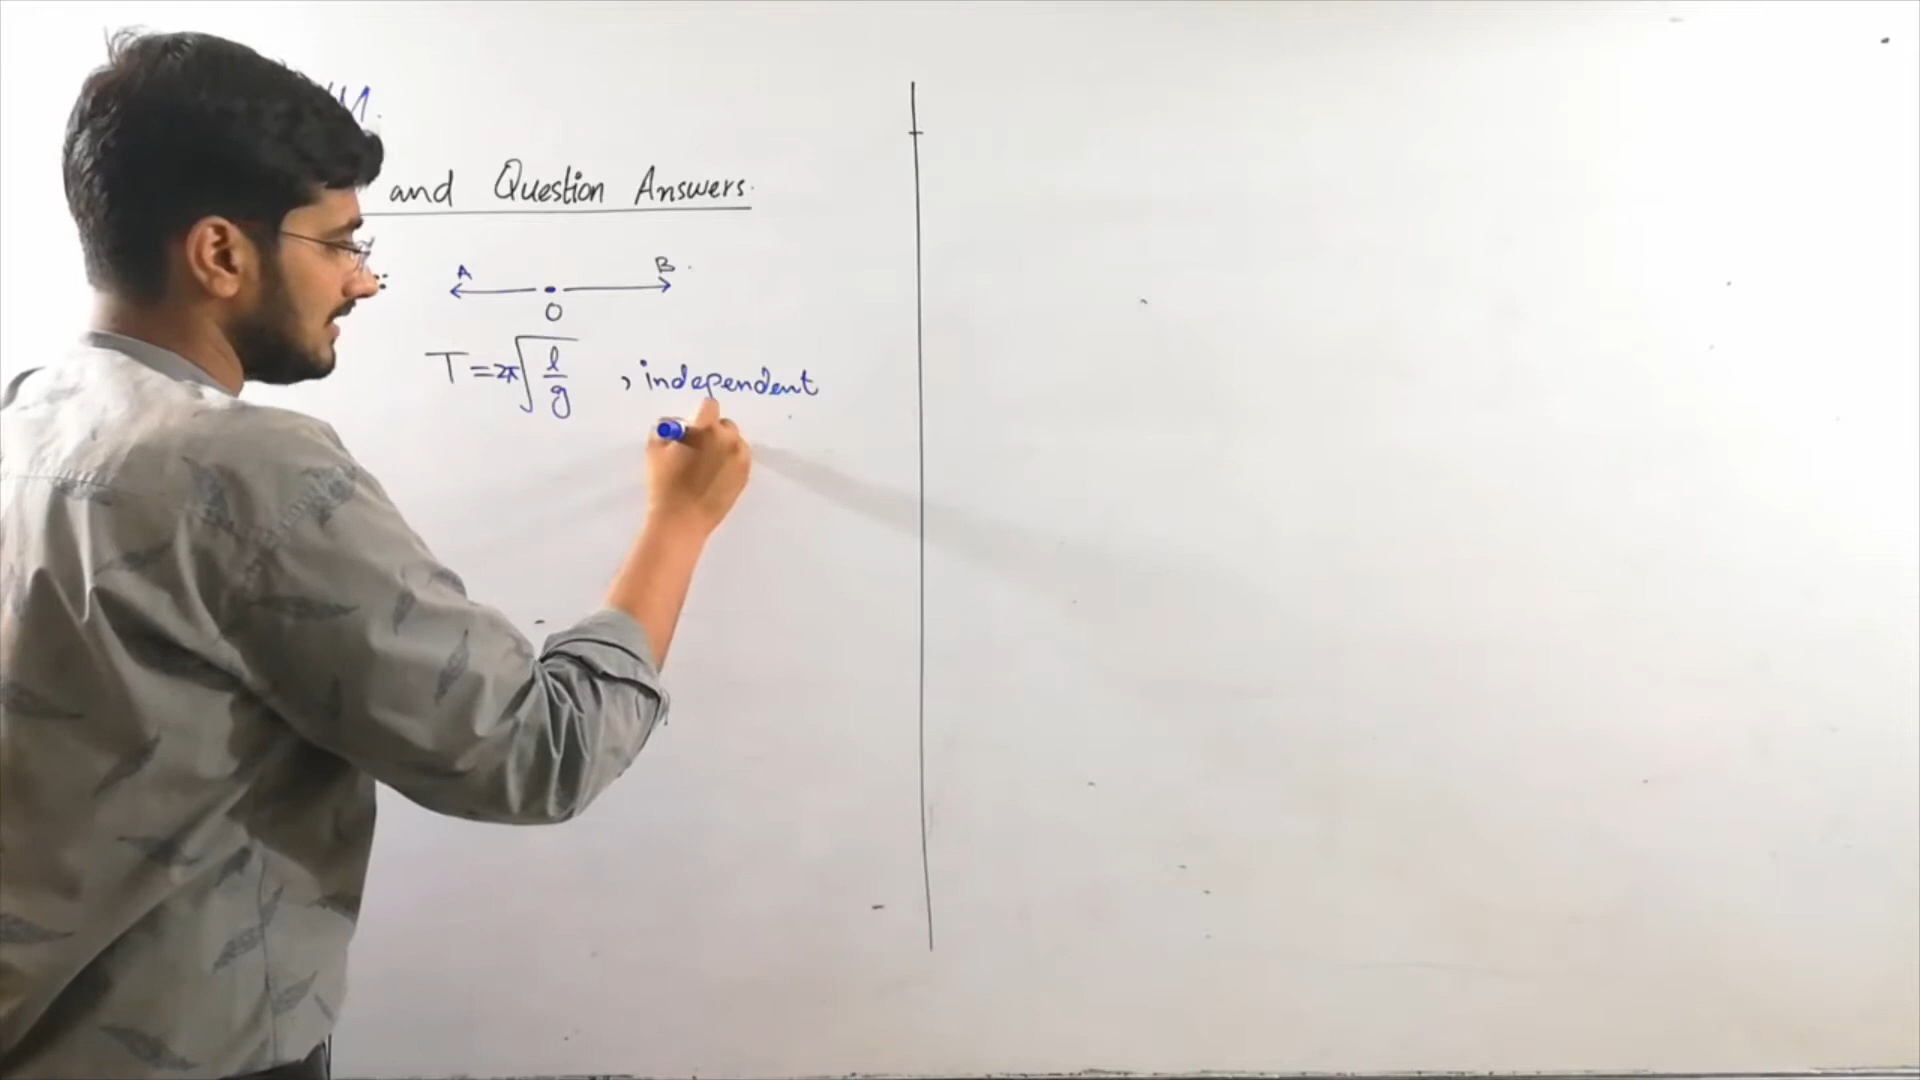 M.
and Question Answers.
: A B.
O
T = 2π√(l/g) , independent